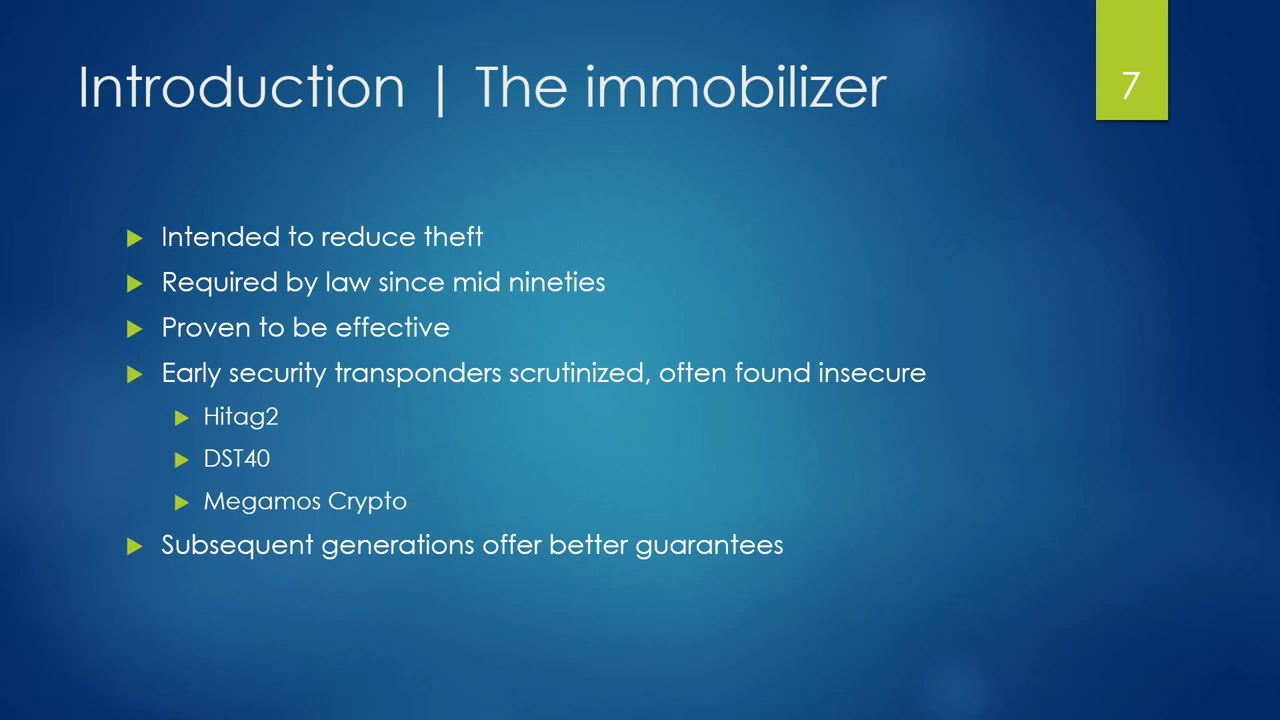 Introduction | The immobilizer
7
Intended to reduce theft
Required by law since mid nineties
Proven to be effective
Early security transponders scrutinized, often found insecure
Hitag2
DST40
Megamos Crypto
Subsequent generations offer better guarantees